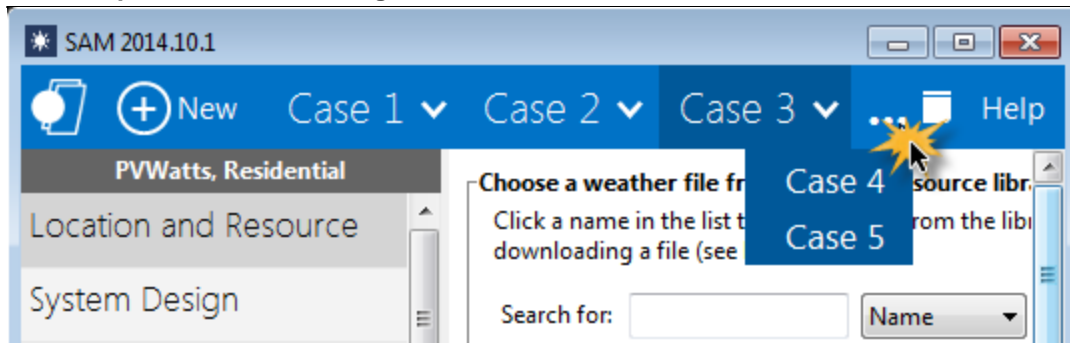 SAM 2014.10.1
New Case 1 Case 2 Case 3 ... Help
PVWatts, Residential
Location and Resource
System Design
Choose a weather file fr
source libr
Click a name in the list t
rom the libr
downloading a file (see
Case 4
Case 5
Search for: Name